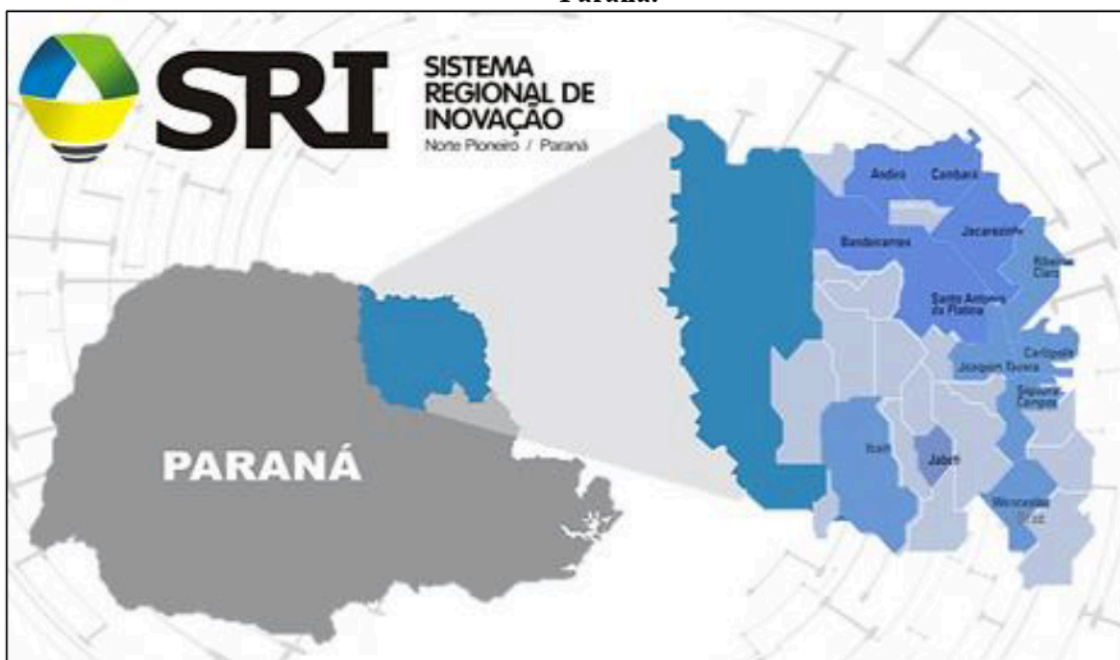 Paraná.
SRI
SISTEMA
REGIONAL DE
INOVAÇÃO
Norte Pioneiro / Paraná
PARANÁ
Andirá
Cambará
Bandeirantes
Jacarezinho
Ribeirão
Claro
Santo Antonio
da Platina
Carlópolis
Joaquim Távora
Siqueira
Campos
Ibaiti
Jaboti
Wenceslau
Braz